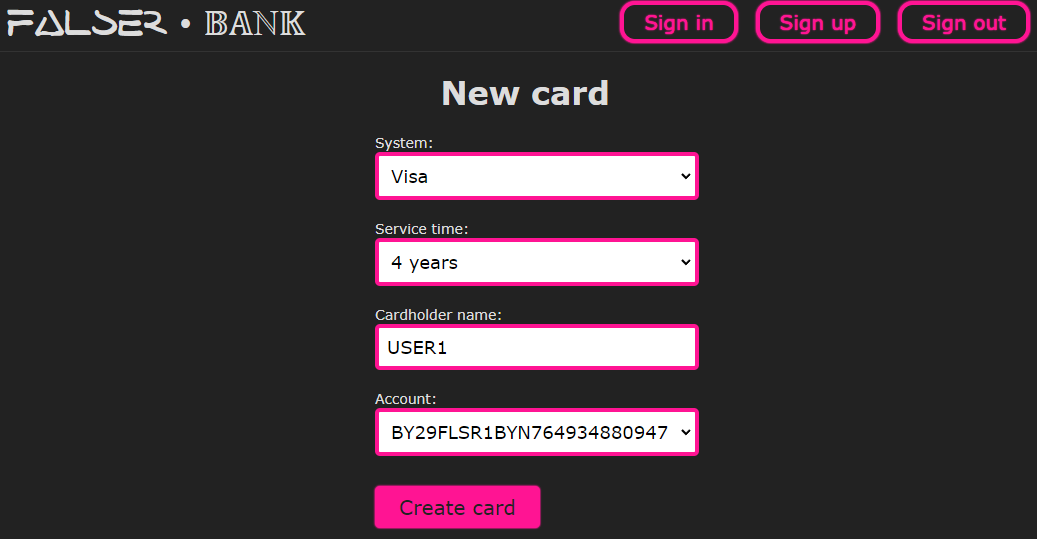 FALSER • BANK
Sign in
Sign up
Sign out
New card
System:
Visa
Service time:
4 years
Cardholder name:
USER1
Account:
BY29FLSR1BYN764934880947
Create card